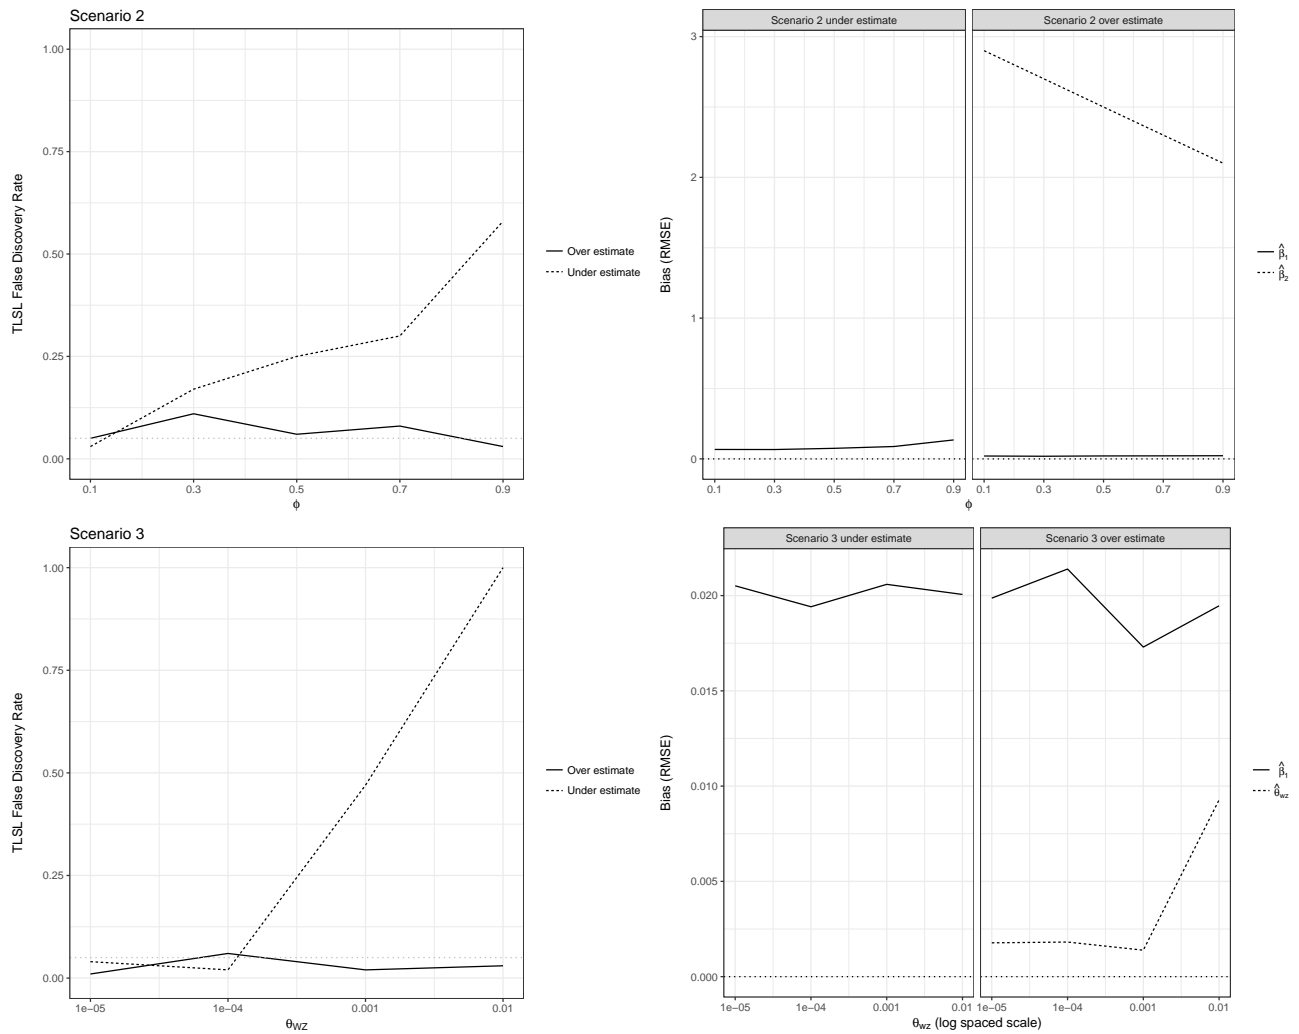 Scenario 2
TLSL False Discovery Rate
1.00
0.75
0.50
0.25
0.00
0.1 0.3 0.5 0.7 0.9
ϕ
Over estimate
Under estimate
Scenario 2 under estimate
Scenario 2 over estimate
Bias (RMSE)
3
2
1
0
0.1 0.3 0.5 0.7 0.9
0.1 0.3 0.5 0.7 0.9
ϕ
β̂₁
β̂₂
Scenario 3
TLSL False Discovery Rate
1.00
0.75
0.50
0.25
0.00
1e−05 1e−04 0.001 0.01
θWZ
Over estimate
Under estimate
Scenario 3 under estimate
Scenario 3 over estimate
Bias (RMSE)
0.020
0.015
0.010
0.005
0.000
1e−05 1e−04 0.001 0.01
1e−05 1e−04 0.001 0.01
θwz (log spaced scale)
β̂₁
θ̂wz